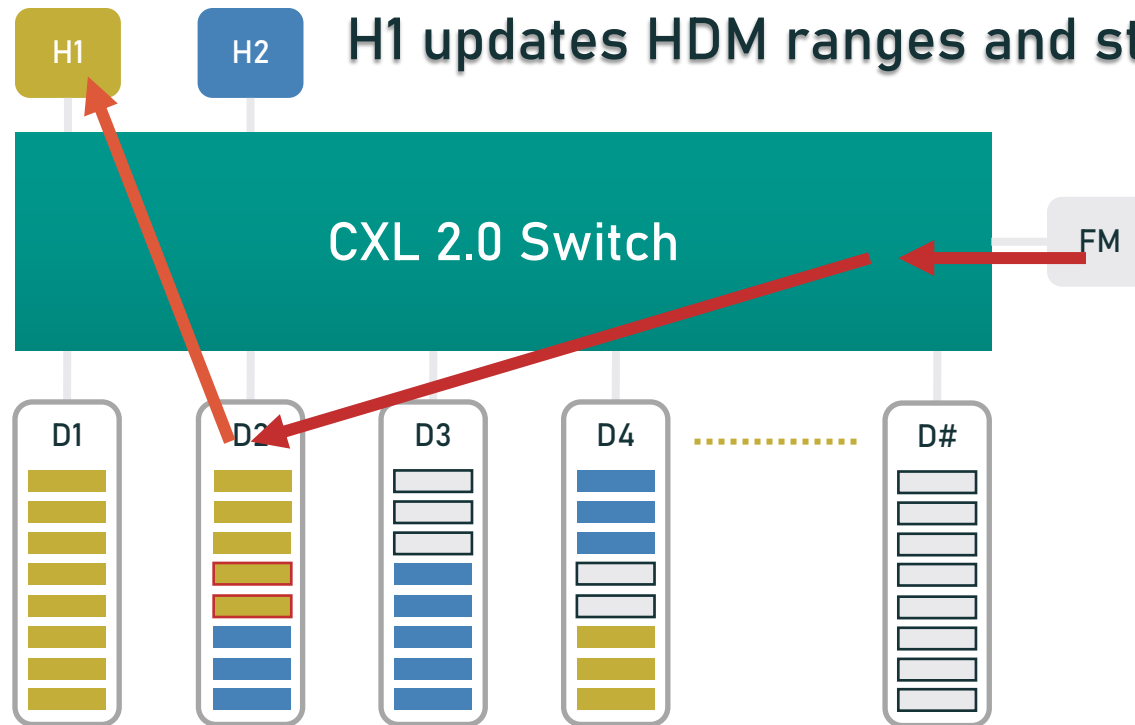 H1
H2
H1 updates HDM ranges and st
CXL 2.0 Switch
FM
D1
D2
D3
D4
D#